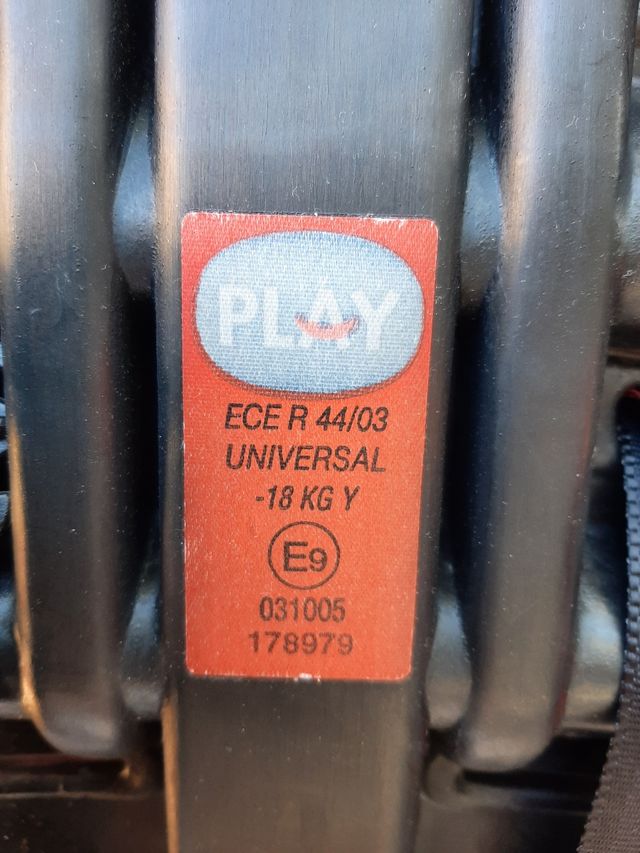 PLAY
ECE R 44/03
UNIVERSAL
-18 KG Y
E9
031005
178979